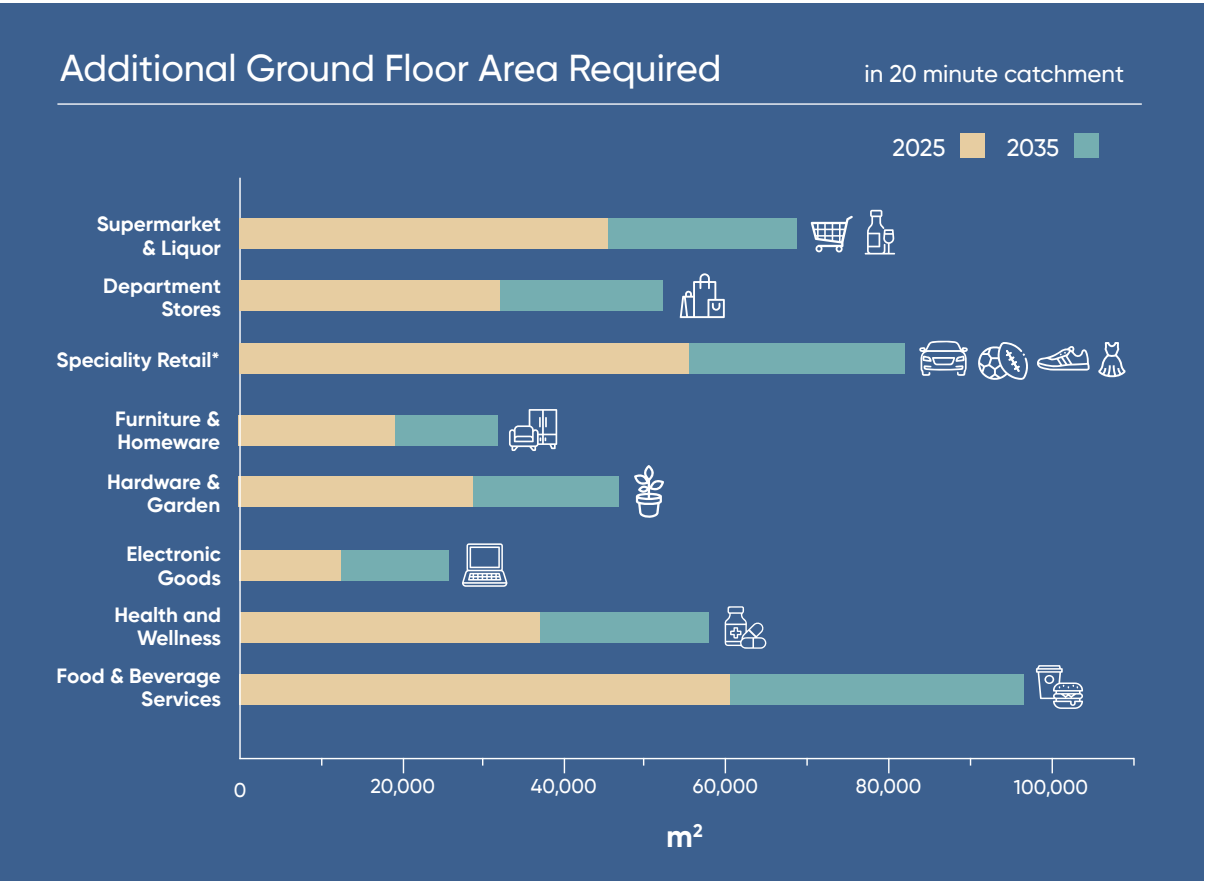 Additional Ground Floor Area Required
in 20 minute catchment
2025
2035
Supermarket
& Liquor
Department
Stores
Speciality Retail*
Furniture &
Homeware
Hardware &
Garden
Electronic
Goods
Health and
Wellness
Food & Beverage
Services
0
20,000
40,000
60,000
80,000
100,000
m²